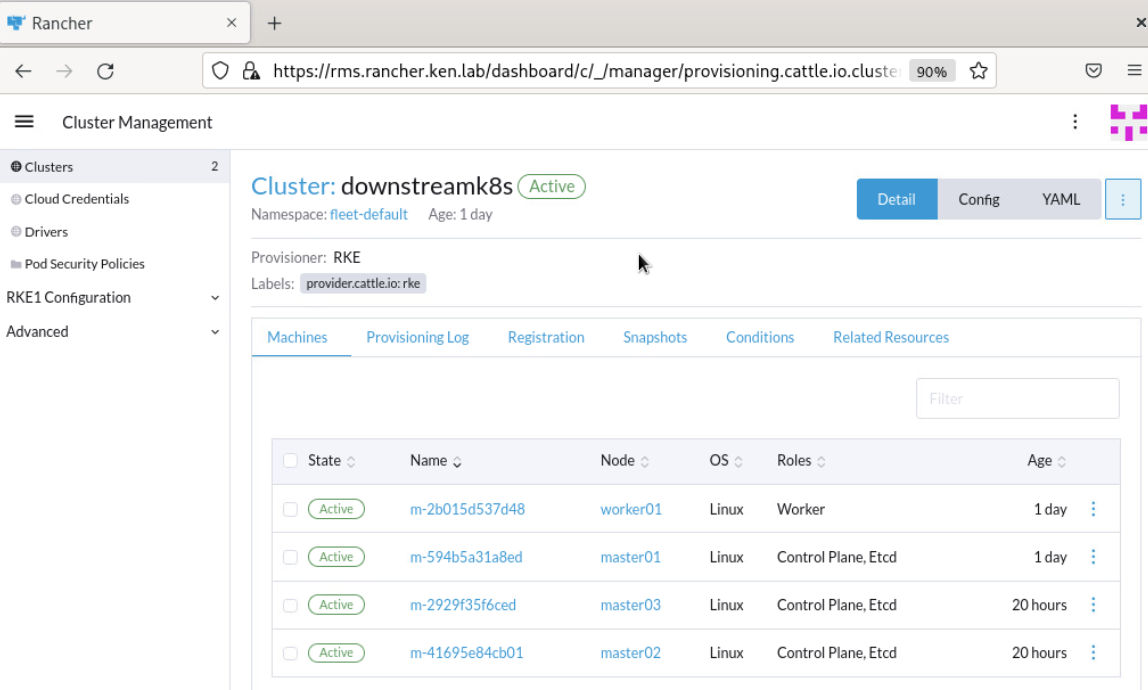 Rancher
https://rms.rancher.ken.lab/dashboard/c/_/manager/provisioning.cattle.io.cluste 90%
Cluster Management
Clusters 2
Cloud Credentials
Drivers
Pod Security Policies
RKE1 Configuration
Advanced
Cluster: downstreamk8s Active
Namespace: fleet-default Age: 1 day
Detail Config YAML
Provisioner: RKE
Labels: provider.cattle.io: rke
Machines Provisioning Log Registration Snapshots Conditions Related Resources
Filter
State Name Node OS Roles Age
Active m-2b015d537d48 worker01 Linux Worker 1 day
Active m-594b5a31a8ed master01 Linux Control Plane, Etcd 1 day
Active m-2929f35f6ced master03 Linux Control Plane, Etcd 20 hours
Active m-41695e84cb01 master02 Linux Control Plane, Etcd 20 hours